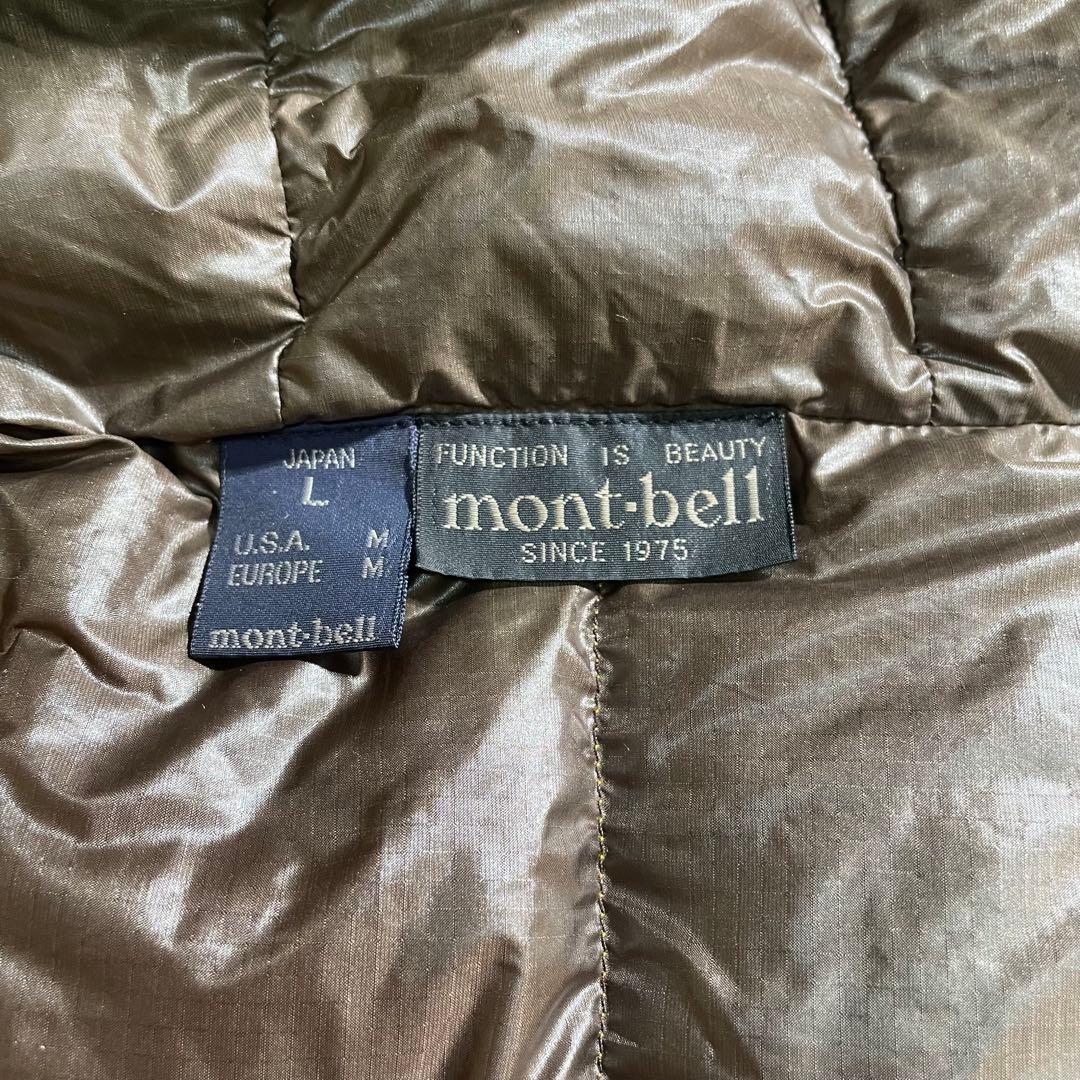 JAPAN
L
U.S.A. M
EUROPE M
mont-bell
FUNCTION IS BEAUTY
mont-bell
SINCE 1975